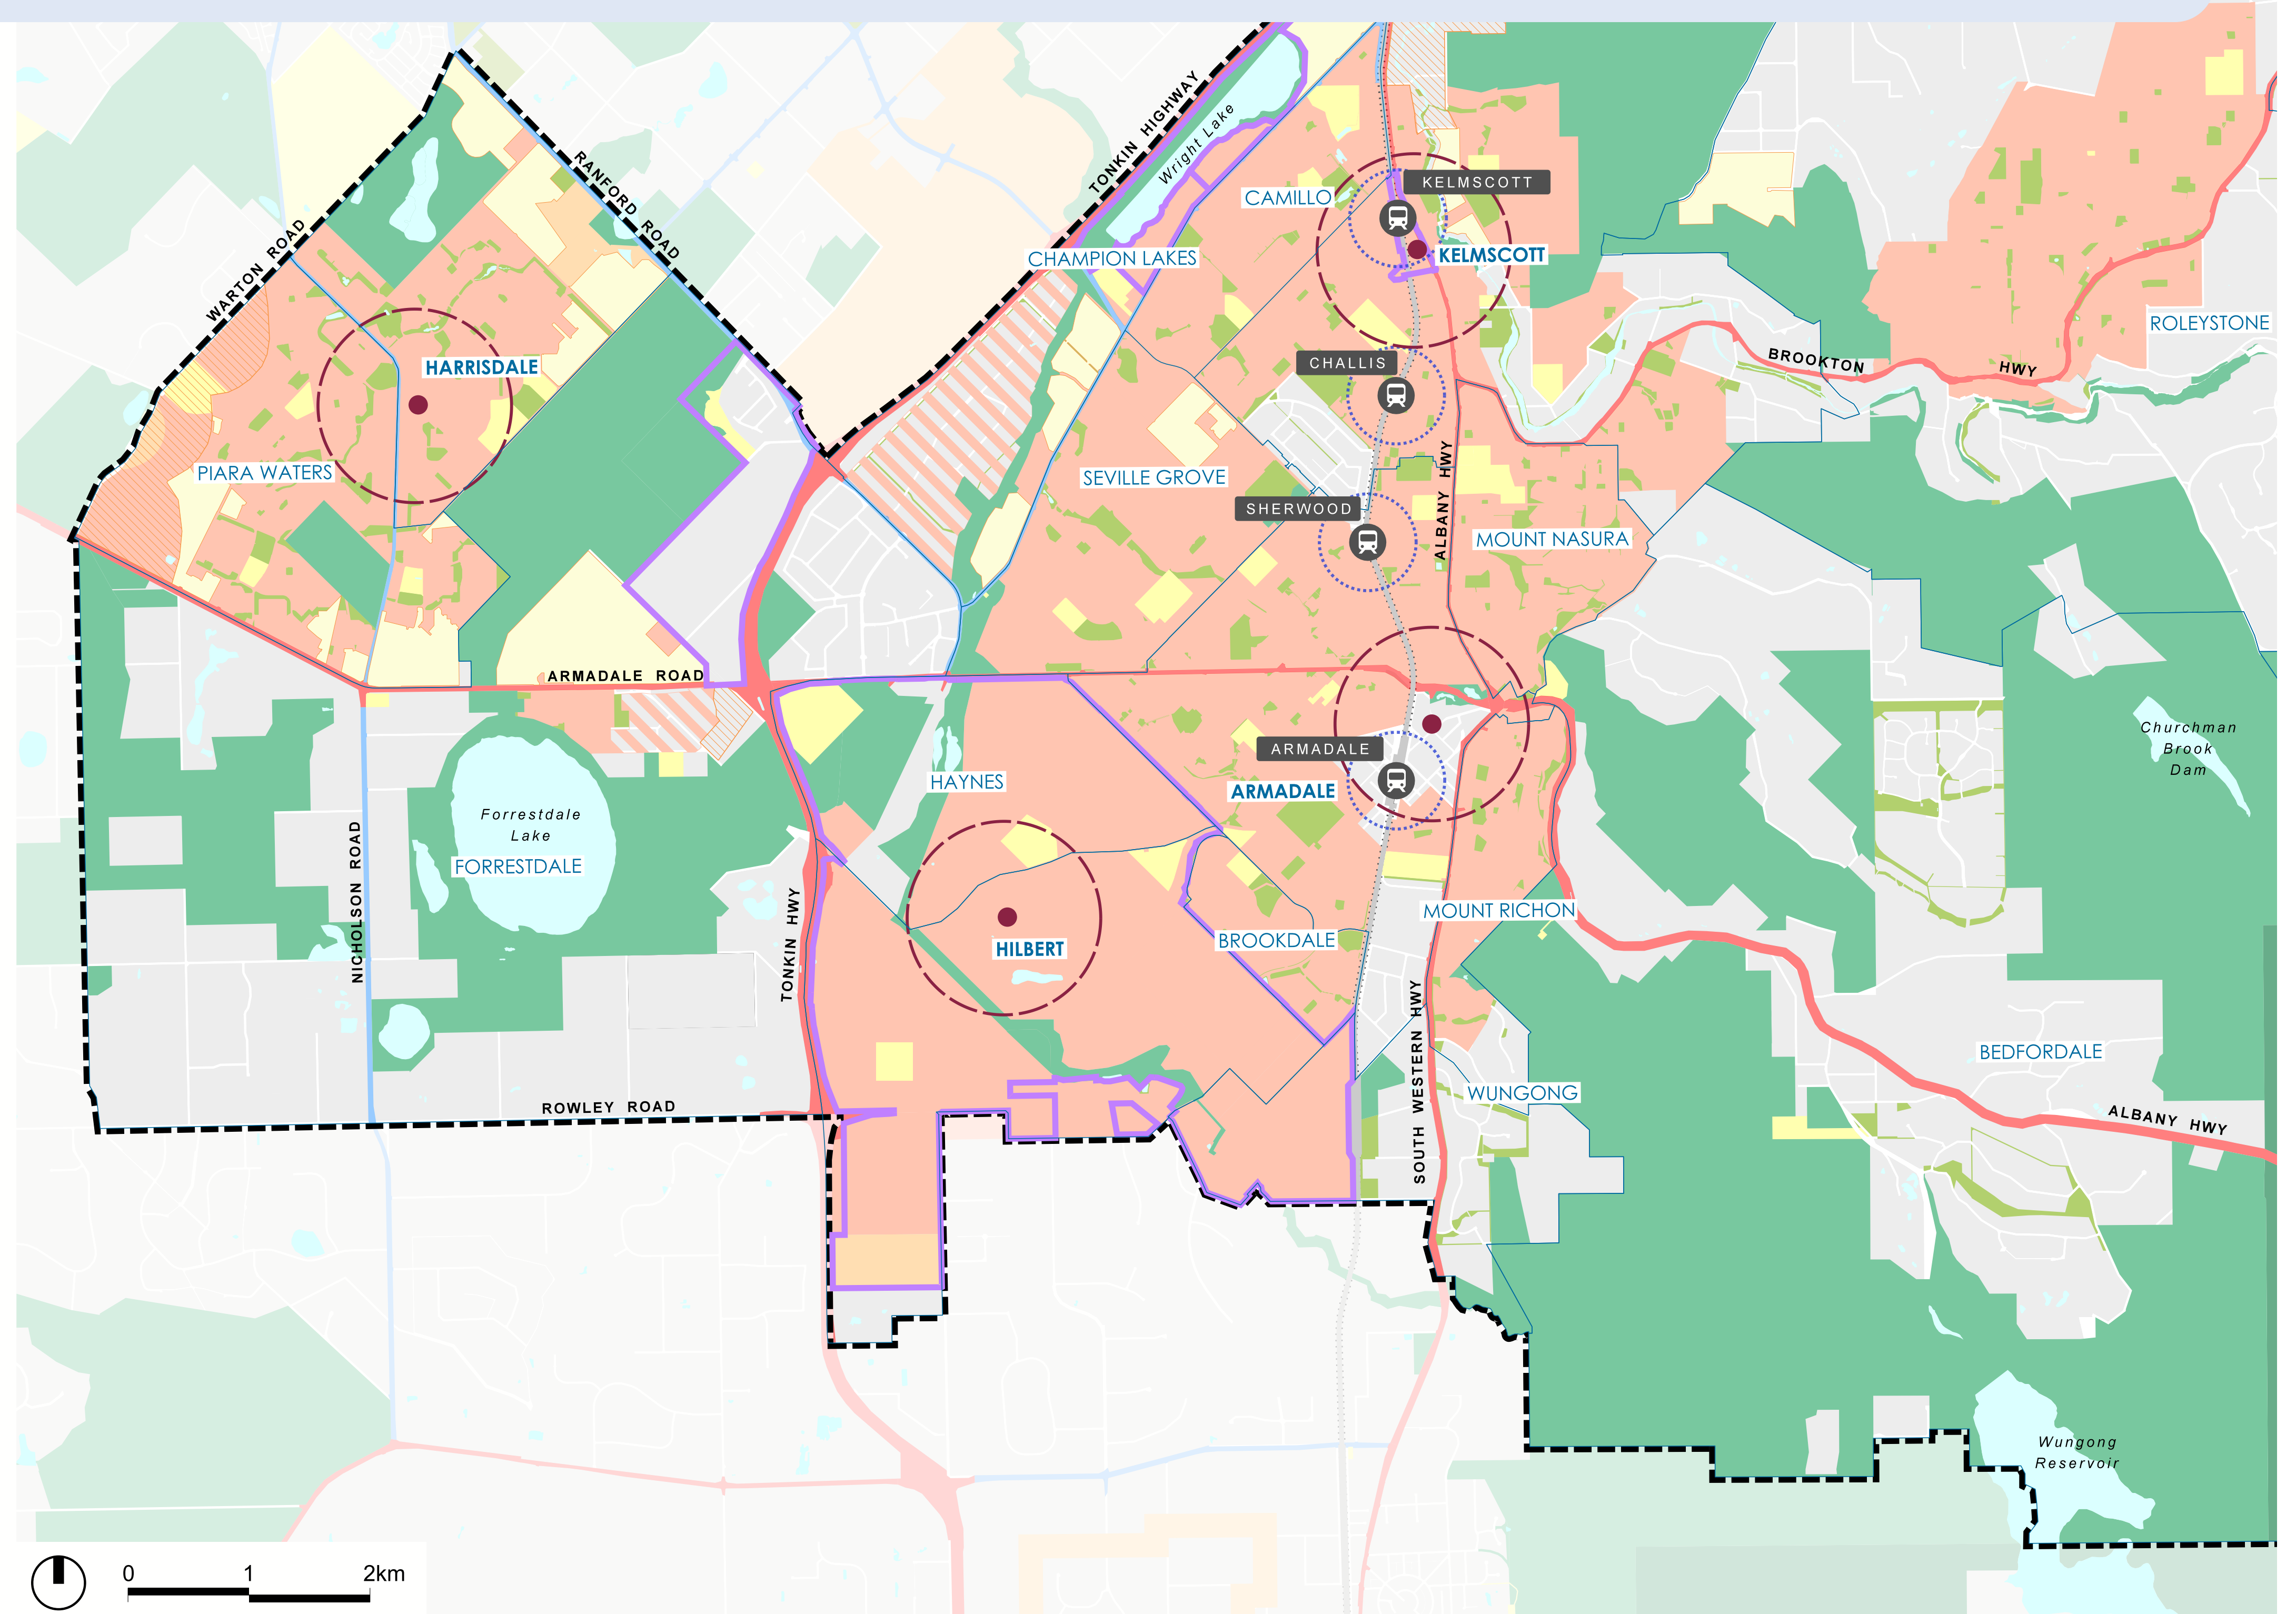 TONKIN HIGHWAY
Wright Lake
RANFORD ROAD
WARTON ROAD
KELMSCOTT
CAMILLO
KELMSCOTT
CHAMPION LAKES
ROLEYSTONE
HARRISDALE
CHALLIS
BROOKTON HWY
PIARA WATERS
SEVILLE GROVE
SHERWOOD
ALBANY HWY
MOUNT NASURA
ARMADALE ROAD
Churchman
Brook
Dam
ARMADALE
HAYNES
ARMADALE
Forrestdale
Lake
FORRESTDALE
NICHOLSON ROAD
TONKIN HWY
MOUNT RICHON
BROOKDALE
HILBERT
SOUTH WESTERN HWY
BEDFORDALE
WUNGONG
ROWLEY ROAD
ALBANY HWY
Wungong
Reservoir
0 1 2km